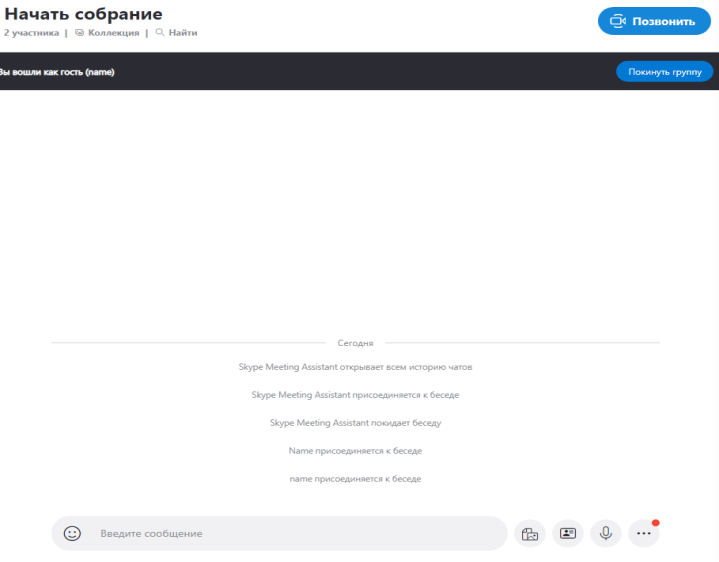 Начать собрание
Позвонить
2 участника | Коллекция | Найти
Вы вошли как гость (name)
Покинуть группу
Сегодня
Skype Meeting Assistant открывает всем историю чатов
Skype Meeting Assistant присоединяется к беседе
Skype Meeting Assistant покидает беседу
Name присоединяется к беседе
name присоединяется к беседе
Введите сообщение